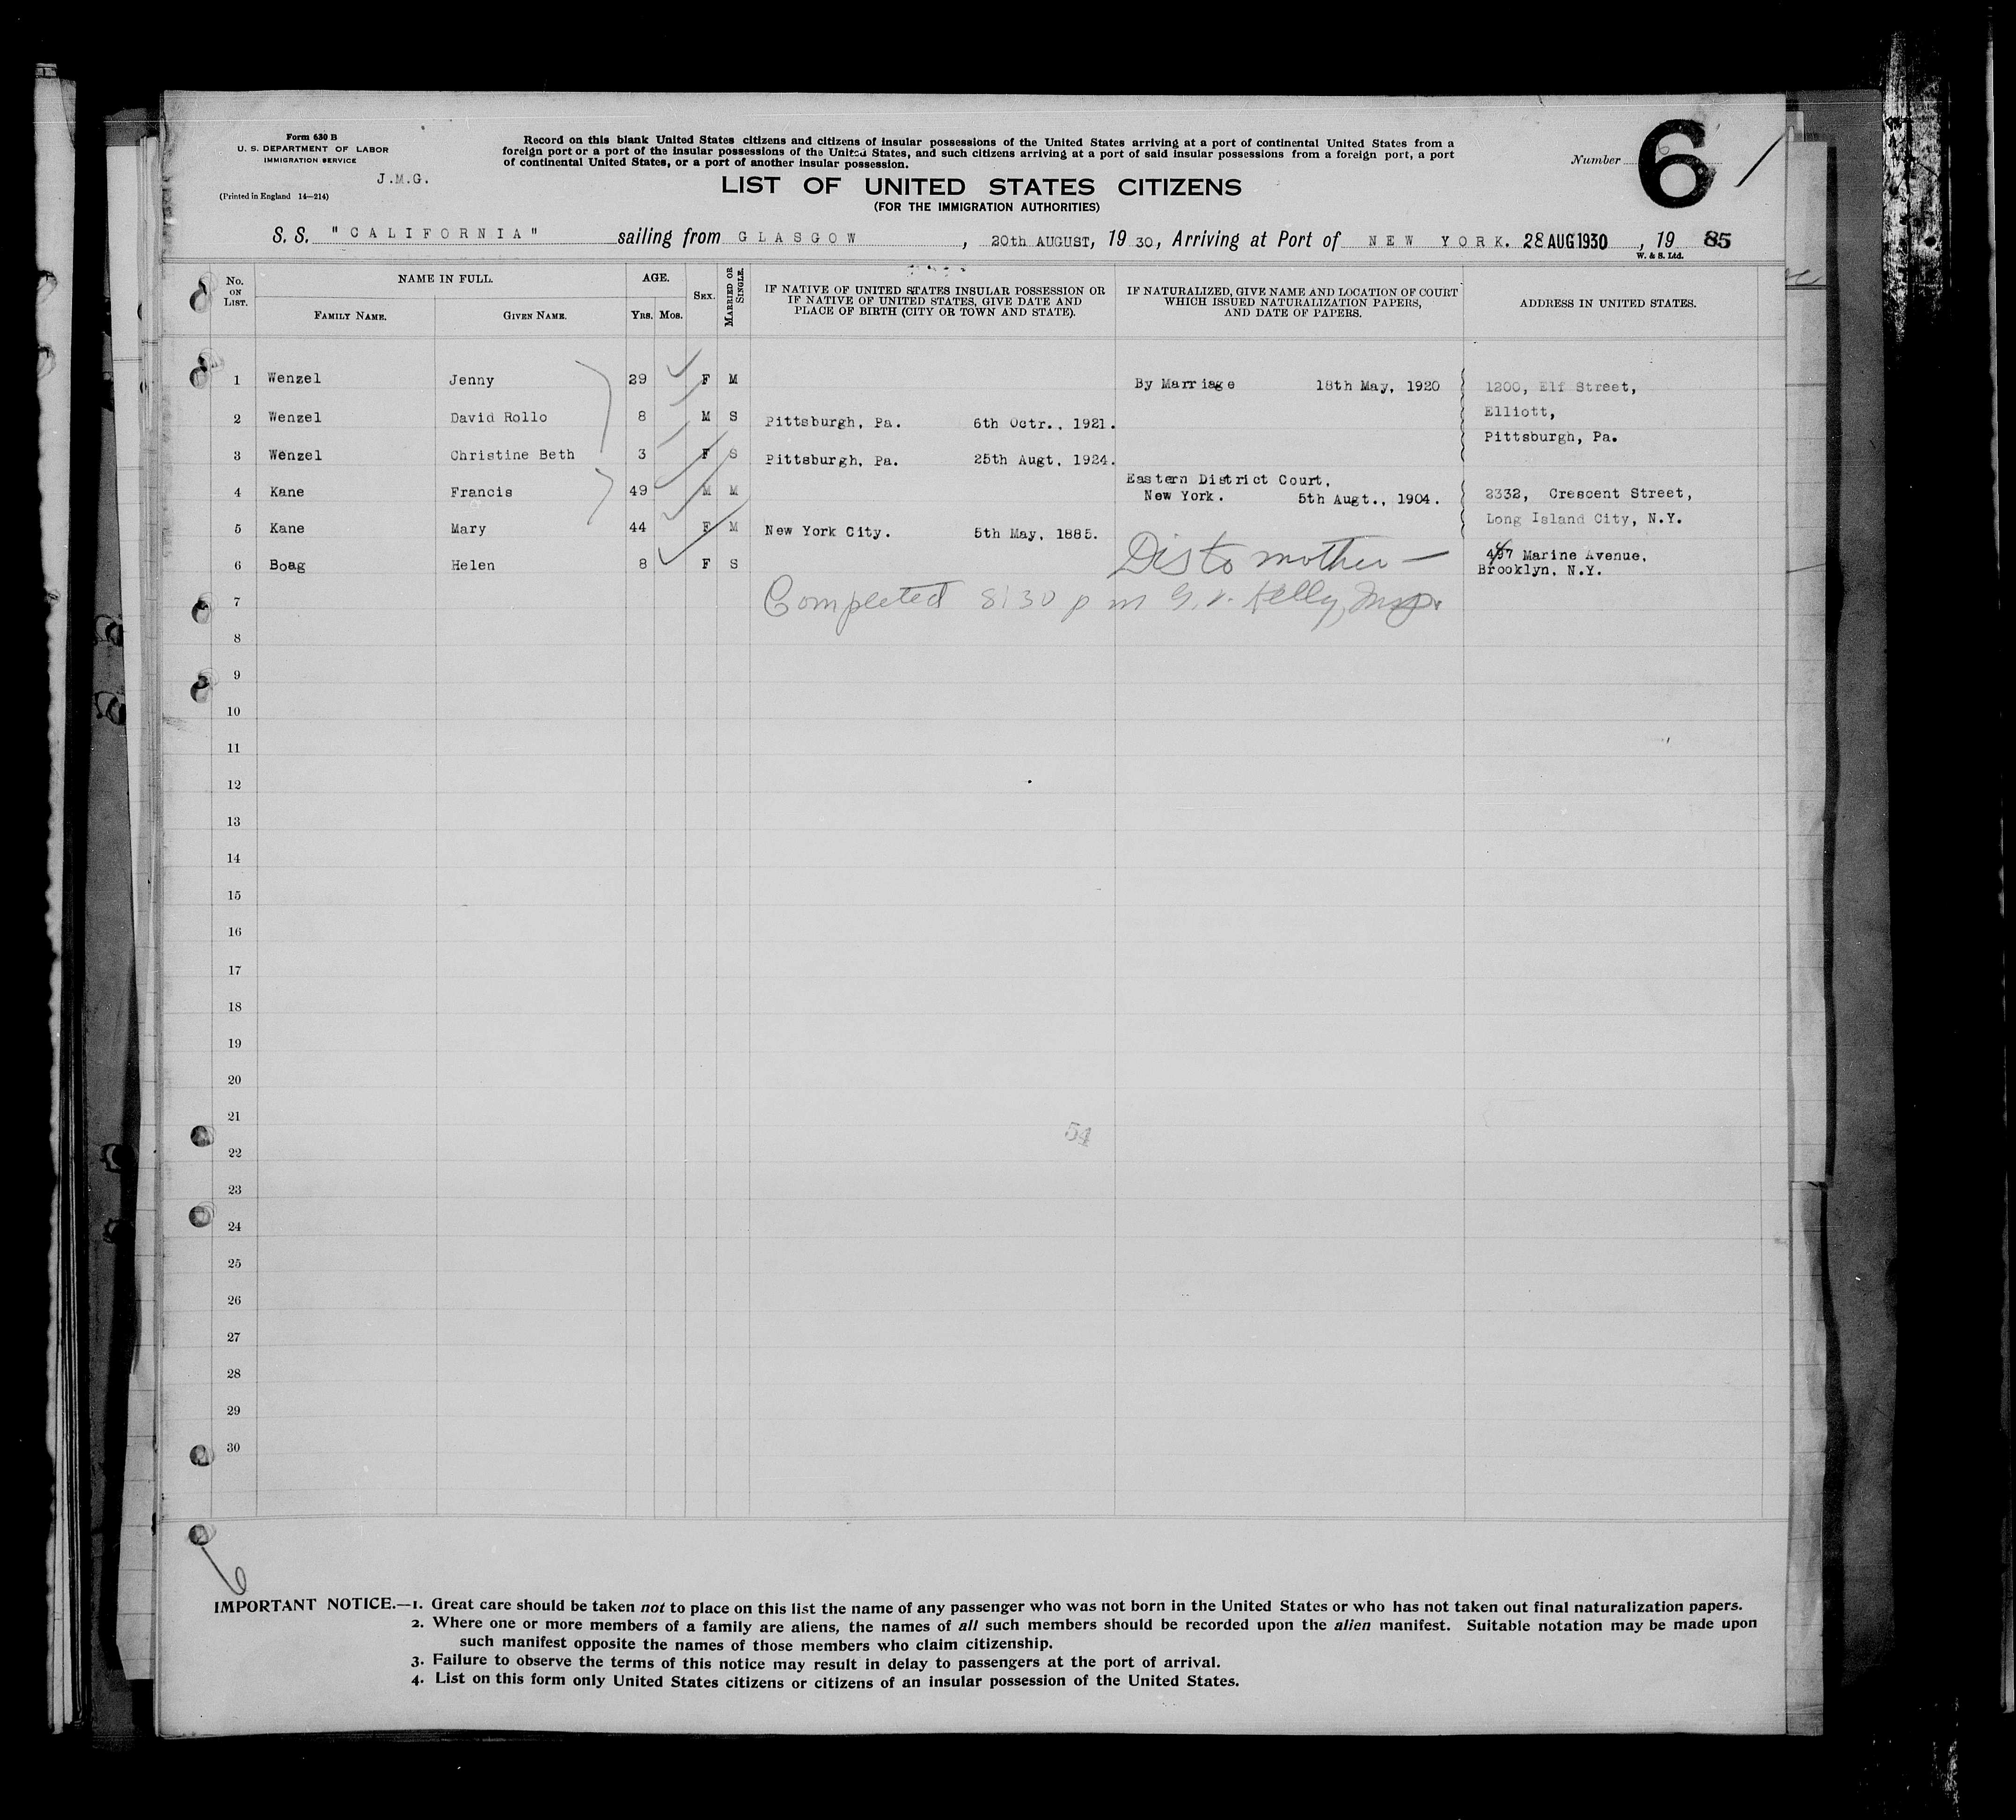 Form 630 B
U. S. DEPARTMENT OF LABOR
IMMIGRATION SERVICE
J.M.G.
(Printed in England 14—214)
Record on this blank United States citizens and citizens of insular possessions of the United States arriving at a port of continental United States from a
foreign port or a port of the insular possessions of the United States, and such citizens arriving at a port of said insular possessions from a foreign port, a port
of continental United States, or a port of another insular possession.
Number 6
LIST OF UNITED STATES CITIZENS
(FOR THE IMMIGRATION AUTHORITIES)
S. S. "CALIFORNIA" sailing from GLASGOW, 20th AUGUST, 19 30, Arriving at Port of NEW YORK. 28 AUG 1930, 19 85
W. & S. Ltd.
No. ON LIST. NAME IN FULL. AGE. SEX. MARRIED OR SINGLE. IF NATIVE OF UNITED STATES INSULAR POSSESSION OR IF NATIVE OF UNITED STATES, GIVE DATE AND PLACE OF BIRTH (CITY OR TOWN AND STATE). IF NATURALIZED, GIVE NAME AND LOCATION OF COURT WHICH ISSUED NATURALIZATION PAPERS, AND DATE OF PAPERS. ADDRESS IN UNITED STATES.
FAMILY NAME. GIVEN NAME. YRS. MOS.
1 Wenzel Jenny 29 F M By Marriage 18th May, 1920 1200, Elf Street,
2 Wenzel David Rollo 8 M S Pittsburgh, Pa. 6th Octr., 1921. Elliott,
Pittsburgh, Pa.
3 Wenzel Christine Beth 3 F S Pittsburgh, Pa. 25th Augt, 1924.
Eastern District Court,
4 Kane Francis 49 M M New York. 5th Augt., 1904. 2332, Crescent Street,
Long Island City, N.Y.
5 Kane Mary 44 F M New York City. 5th May, 1885.
6 Boag Helen 8 F S Dis to mother — 497 Marine Avenue,
Brooklyn, N.Y.
7 Completed 8:30 p m G. V. Kelly, Insp.
8
9
10
11
12
13
14
15
16
17
18
19
20
21
54
22
23
24
25
26
27
28
29
30
6
IMPORTANT NOTICE.—1. Great care should be taken not to place on this list the name of any passenger who was not born in the United States or who has not taken out final naturalization papers.
2. Where one or more members of a family are aliens, the names of all such members should be recorded upon the alien manifest. Suitable notation may be made upon
such manifest opposite the names of those members who claim citizenship.
3. Failure to observe the terms of this notice may result in delay to passengers at the port of arrival.
4. List on this form only United States citizens or citizens of an insular possession of the United States.